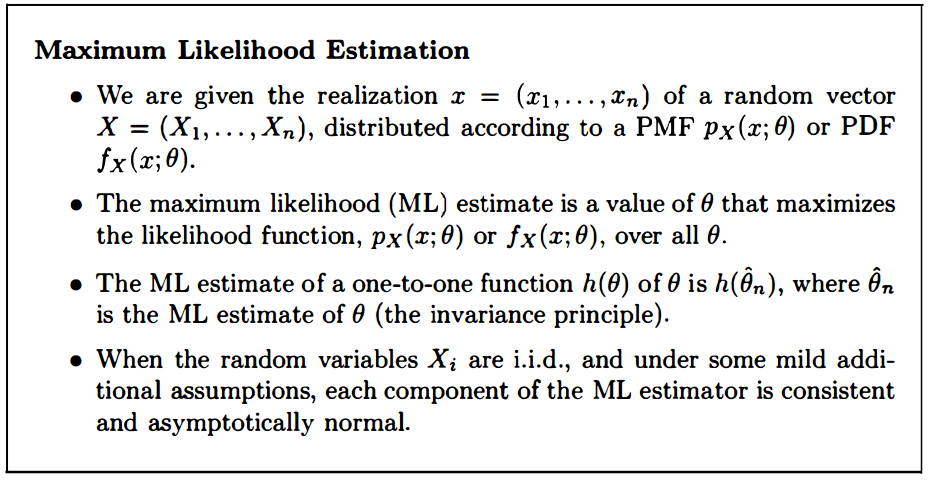 Maximum Likelihood Estimation
• We are given the realization x = (x₁, . . . , xₙ) of a random vector
X = (X₁, . . . , Xₙ), distributed according to a PMF p_X(x; θ) or PDF
f_X(x; θ).
• The maximum likelihood (ML) estimate is a value of θ that maximizes
the likelihood function, p_X(x; θ) or f_X(x; θ), over all θ.
• The ML estimate of a one-to-one function h(θ) of θ is h(θ̂ₙ), where θ̂ₙ
is the ML estimate of θ (the invariance principle).
• When the random variables Xᵢ are i.i.d., and under some mild addi-
tional assumptions, each component of the ML estimator is consistent
and asymptotically normal.